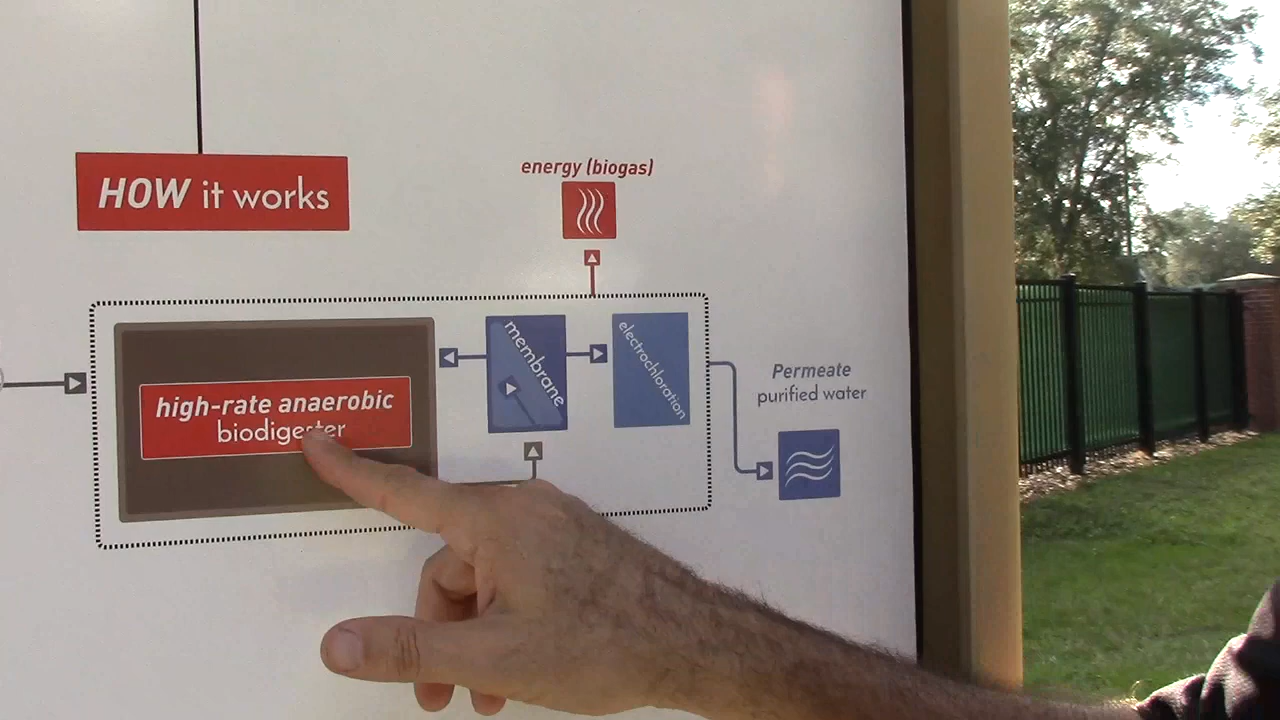 HOW it works
energy (biogas)
high-rate anaerobic
biodigester
membrane
electrochloration
Permeate
purified water